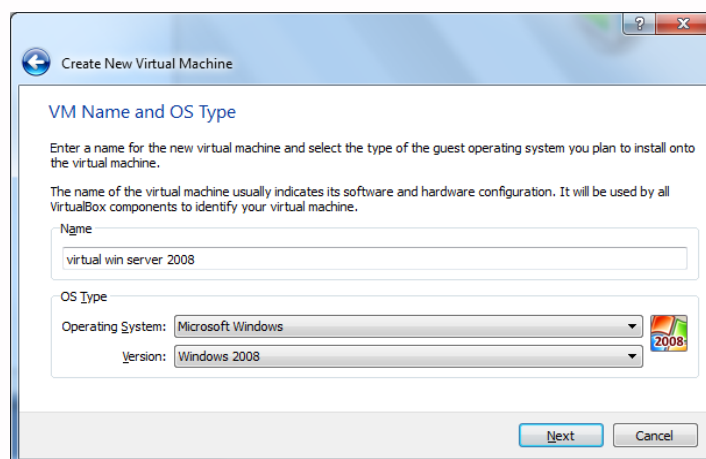 Create New Virtual Machine
VM Name and OS Type
Enter a name for the new virtual machine and select the type of the guest operating system you plan to install onto
the virtual machine.
The name of the virtual machine usually indicates its software and hardware configuration. It will be used by all
VirtualBox components to identify your virtual machine.
Name
virtual win server 2008
OS Type
Operating System: Microsoft Windows
2008
Version: Windows 2008
Next Cancel